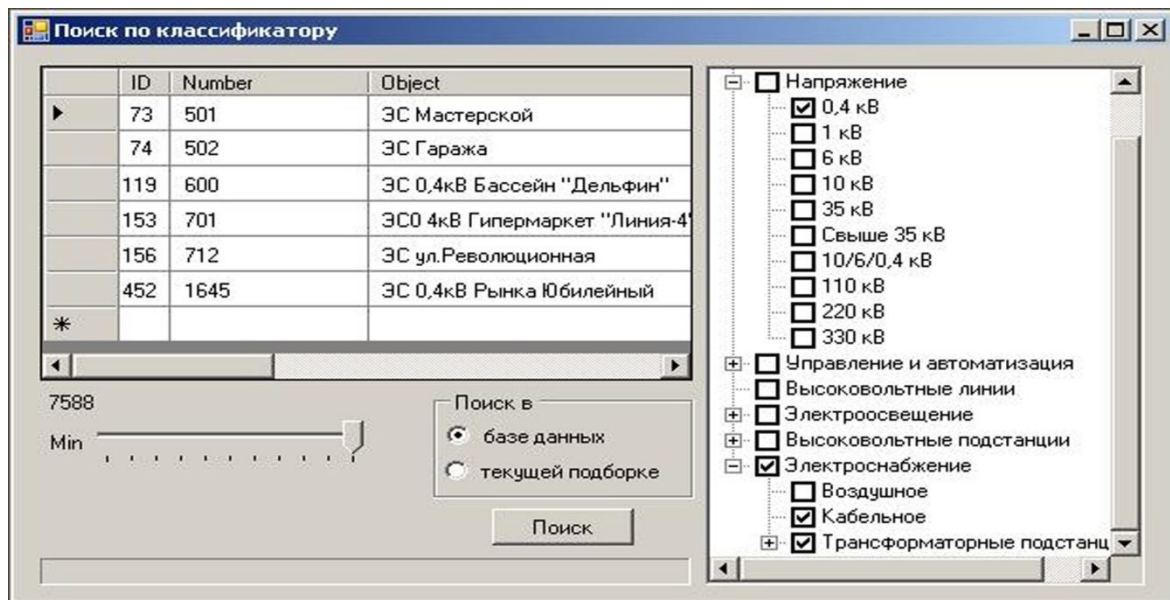 Поиск по классификатору
ID Number Object
73 501 ЭС Мастерской
74 502 ЭС Гаража
119 600 ЭС 0,4кВ Бассейн "Дельфин"
153 701 ЭС0 4кВ Гипермаркет "Линия-4"
156 712 ЭС ул.Революционная
452 1645 ЭС 0,4кВ Рынка Юбилейный
*
7588
Min
Поиск в
базе данных
текущей подборке
Поиск
Напряжение
0,4 кВ
1 кВ
6 кВ
10 кВ
35 кВ
Свыше 35 кВ
10/6/0,4 кВ
110 кВ
220 кВ
330 кВ
Управление и автоматизация
Высоковольтные линии
Электроосвещение
Высоковольтные подстанции
Электроснабжение
Воздушное
Кабельное
Трансформаторные подстанц